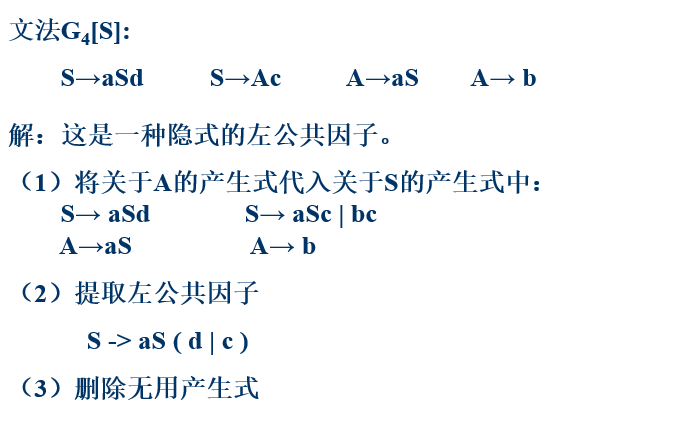 文法G4[S]:
S→aSd S→Ac A→aS A→ b
解：这是一种隐式的左公共因子。
（1）将关于A的产生式代入关于S的产生式中：
S→ aSd S→ aSc | bc
A→aS A→ b
（2）提取左公共因子
S -> aS ( d | c )
（3）删除无用产生式